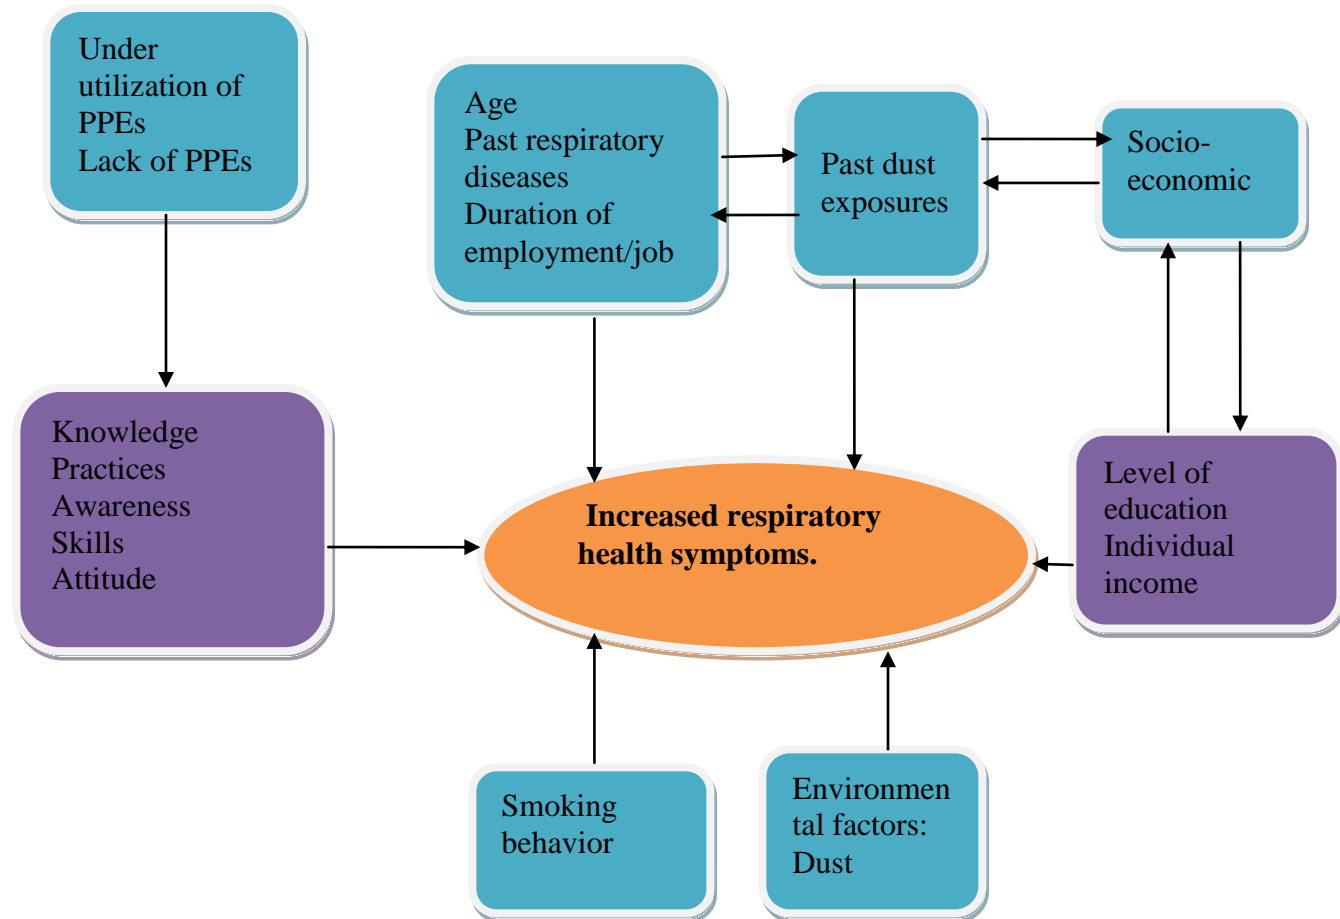 Under
utilization of
PPEs
Lack of PPEs
Age
Past respiratory
diseases
Duration of
employment/job
Past dust
exposures
Socio-
economic
Knowledge
Practices
Awareness
Skills
Attitude
Increased respiratory
health symptoms.
Level of
education
Individual
income
Smoking
behavior
Environmen
tal factors:
Dust